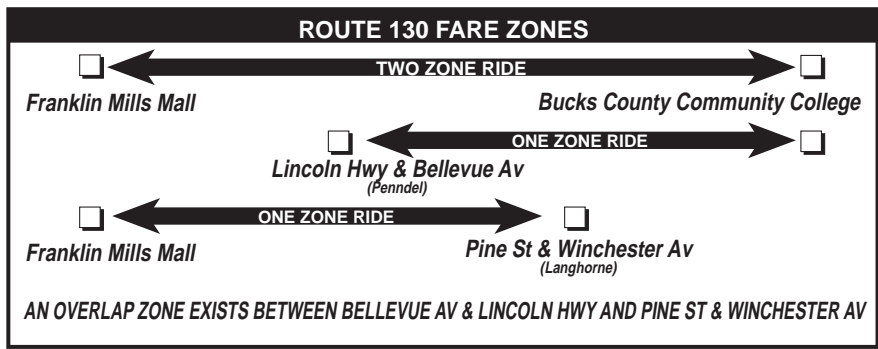 ROUTE 130 FARE ZONES
TWO ZONE RIDE
Franklin Mills Mall
Bucks County Community College
ONE ZONE RIDE
Lincoln Hwy & Bellevue Av
(Penndel)
ONE ZONE RIDE
Franklin Mills Mall
Pine St & Winchester Av
(Langhorne)
AN OVERLAP ZONE EXISTS BETWEEN BELLEVUE AV & LINCOLN HWY AND PINE ST & WINCHESTER AV